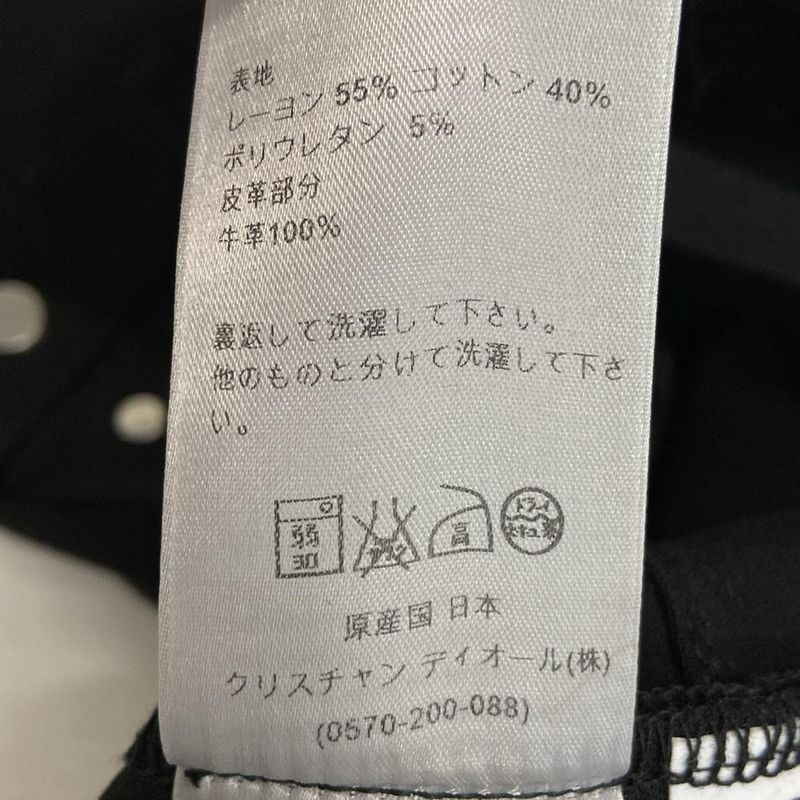 表地
レーヨン 55% コットン 40%
ポリウレタン 5%
皮革部分
牛革100%
裏返して洗濯して下さい。
他のものと分けて洗濯して下さ
い。
弱
30
高
ドライ
原産国 日本
クリスチャン ディオール(株)
(0570-200-088)